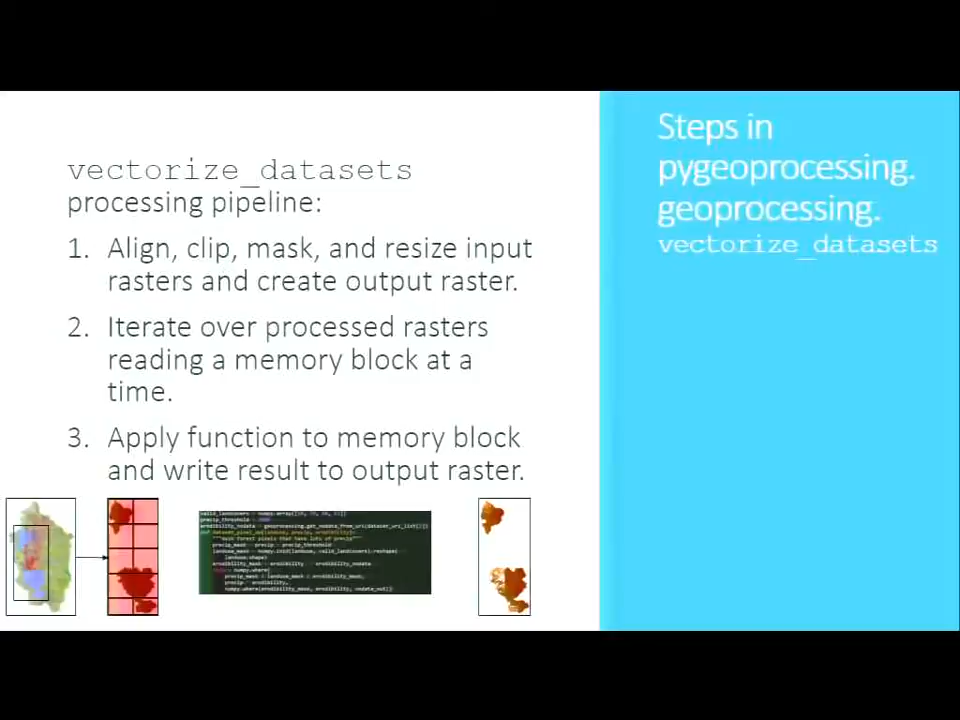 vectorize_datasets
processing pipeline:
1. Align, clip, mask, and resize input
rasters and create output raster.
2. Iterate over processed rasters
reading a memory block at a
time.
3. Apply function to memory block
and write result to output raster.
Steps in
pygeoprocessing.
geoprocessing.
vectorize_datasets